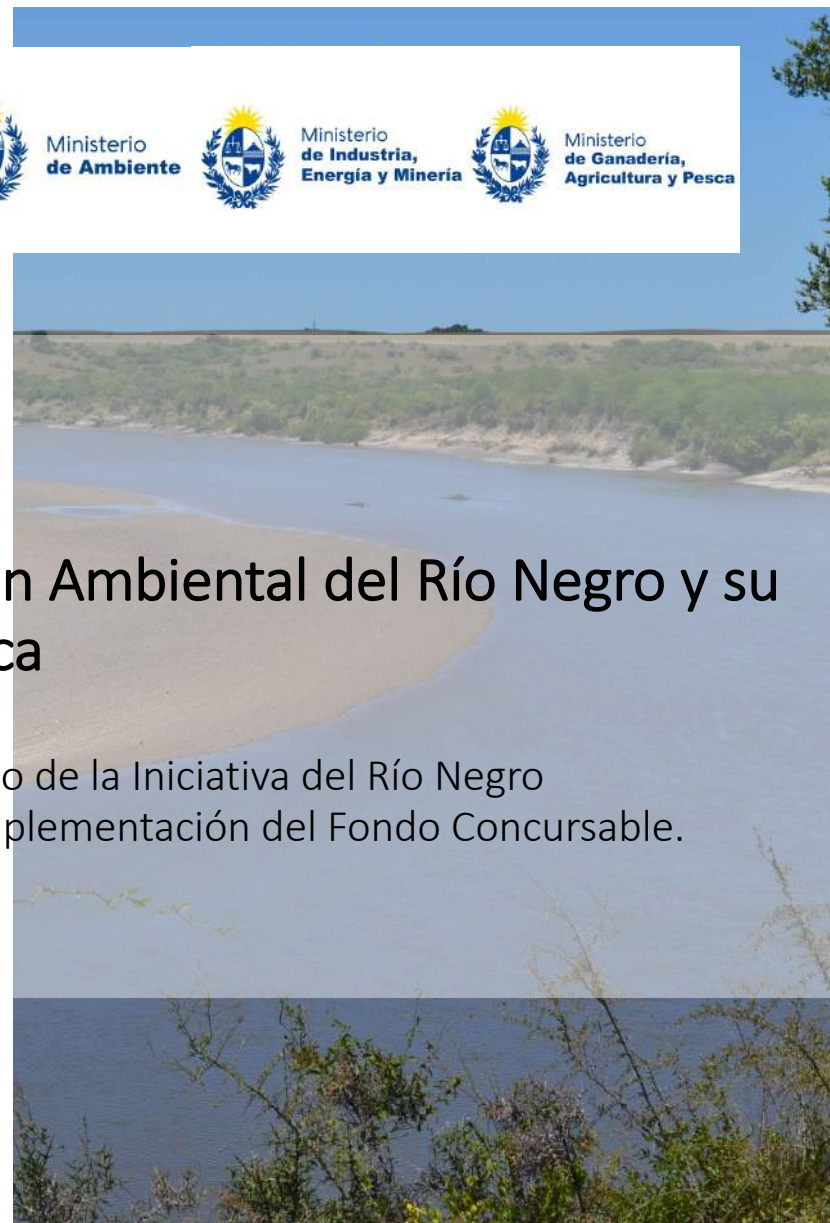 Ministerio
de Ambiente
Ministerio
de Industria,
Energía y Minería
Ministerio
de Ganadería,
Agricultura y Pesca
n Ambiental del Río Negro y su
ca
o de la Iniciativa del Río Negro
plementación del Fondo Concursable.